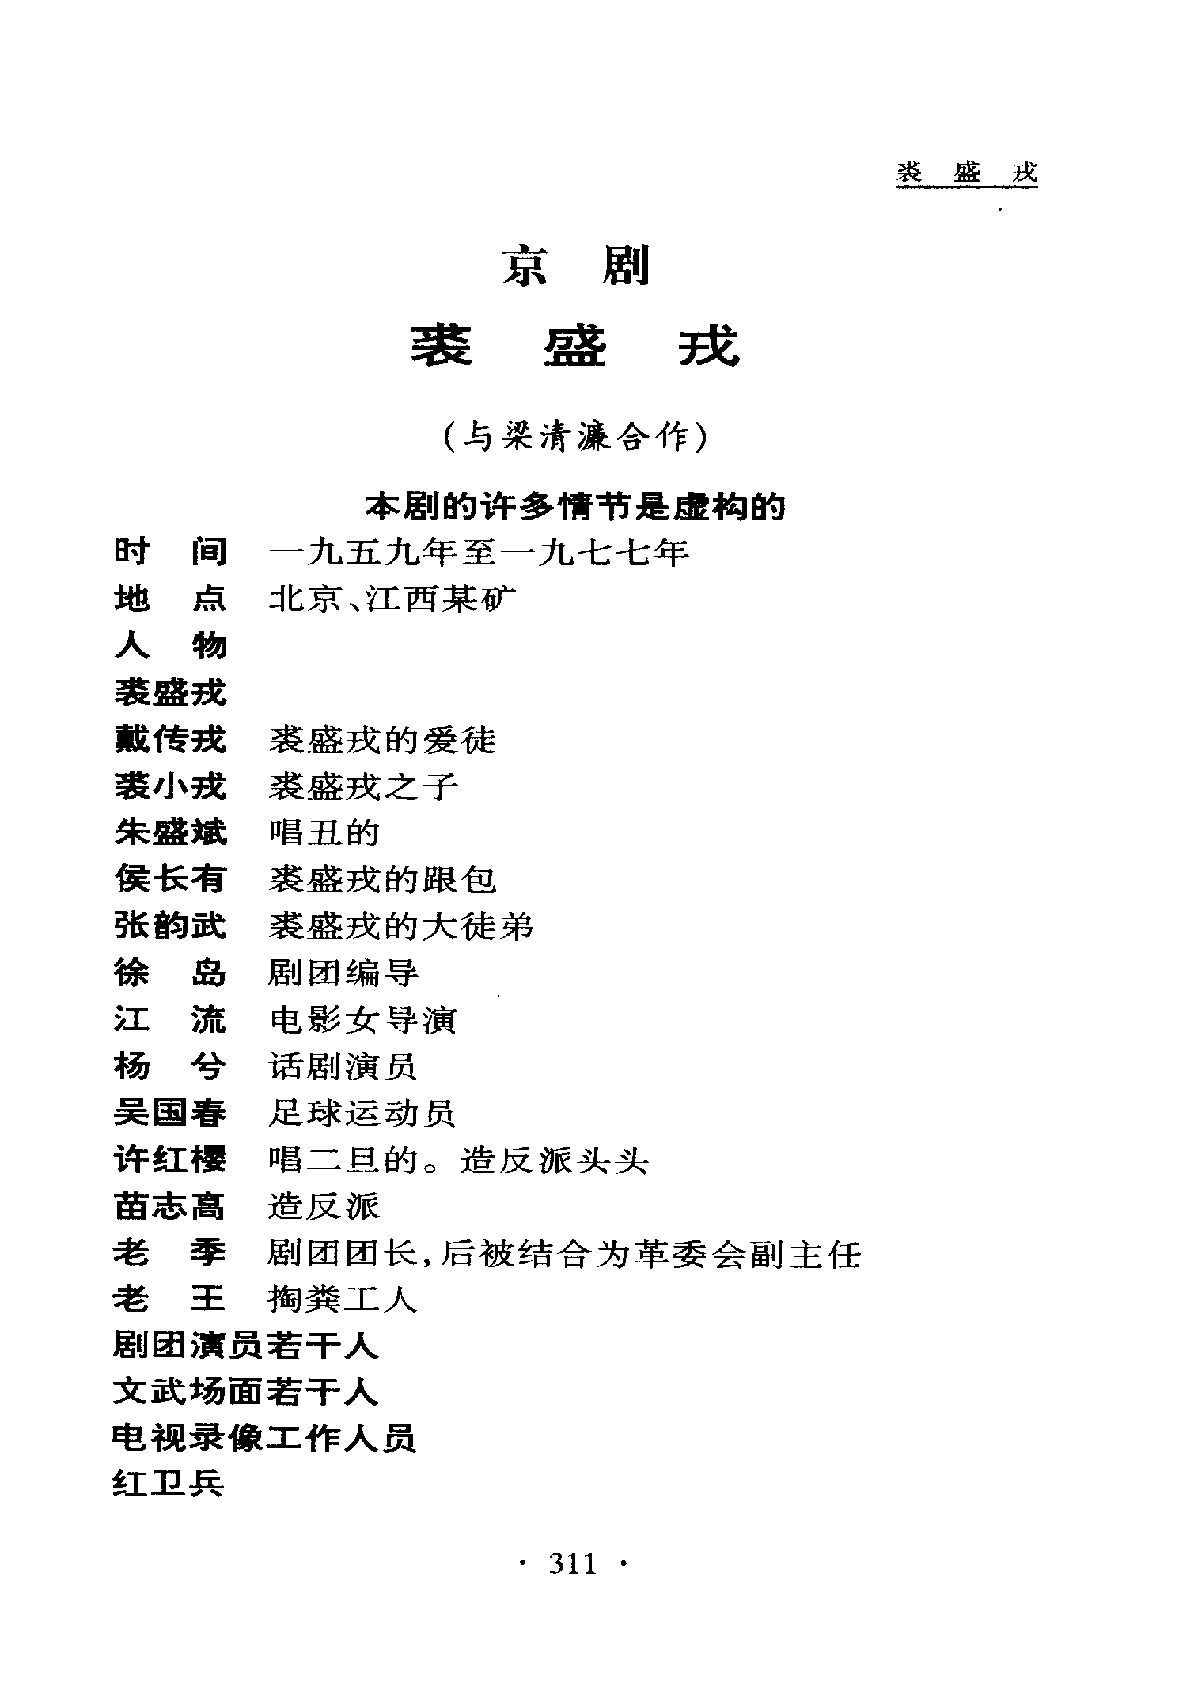 裘 盛 戎
京 剧
裘 盛 戎
（与梁清濂合作）
本剧的许多情节是虚构的
时 间 一九五九年至一九七七年
地 点 北京、江西某矿
人 物
裘盛戎
戴传戎 裘盛戎的爱徒
裘小戎 裘盛戎之子
朱盛斌 唱丑的
侯长有 裘盛戎的跟包
张韵武 裘盛戎的大徒弟
徐 岛 剧团编导
江 流 电影女导演
杨 兮 话剧演员
吴国春 足球运动员
许红樱 唱二旦的。造反派头头
苗志高 造反派
老 季 剧团团长，后被结合为革委会副主任
老 王 掏粪工人
剧团演员若干人
文武场面若干人
电视录像工作人员
红卫兵
· 311 ·